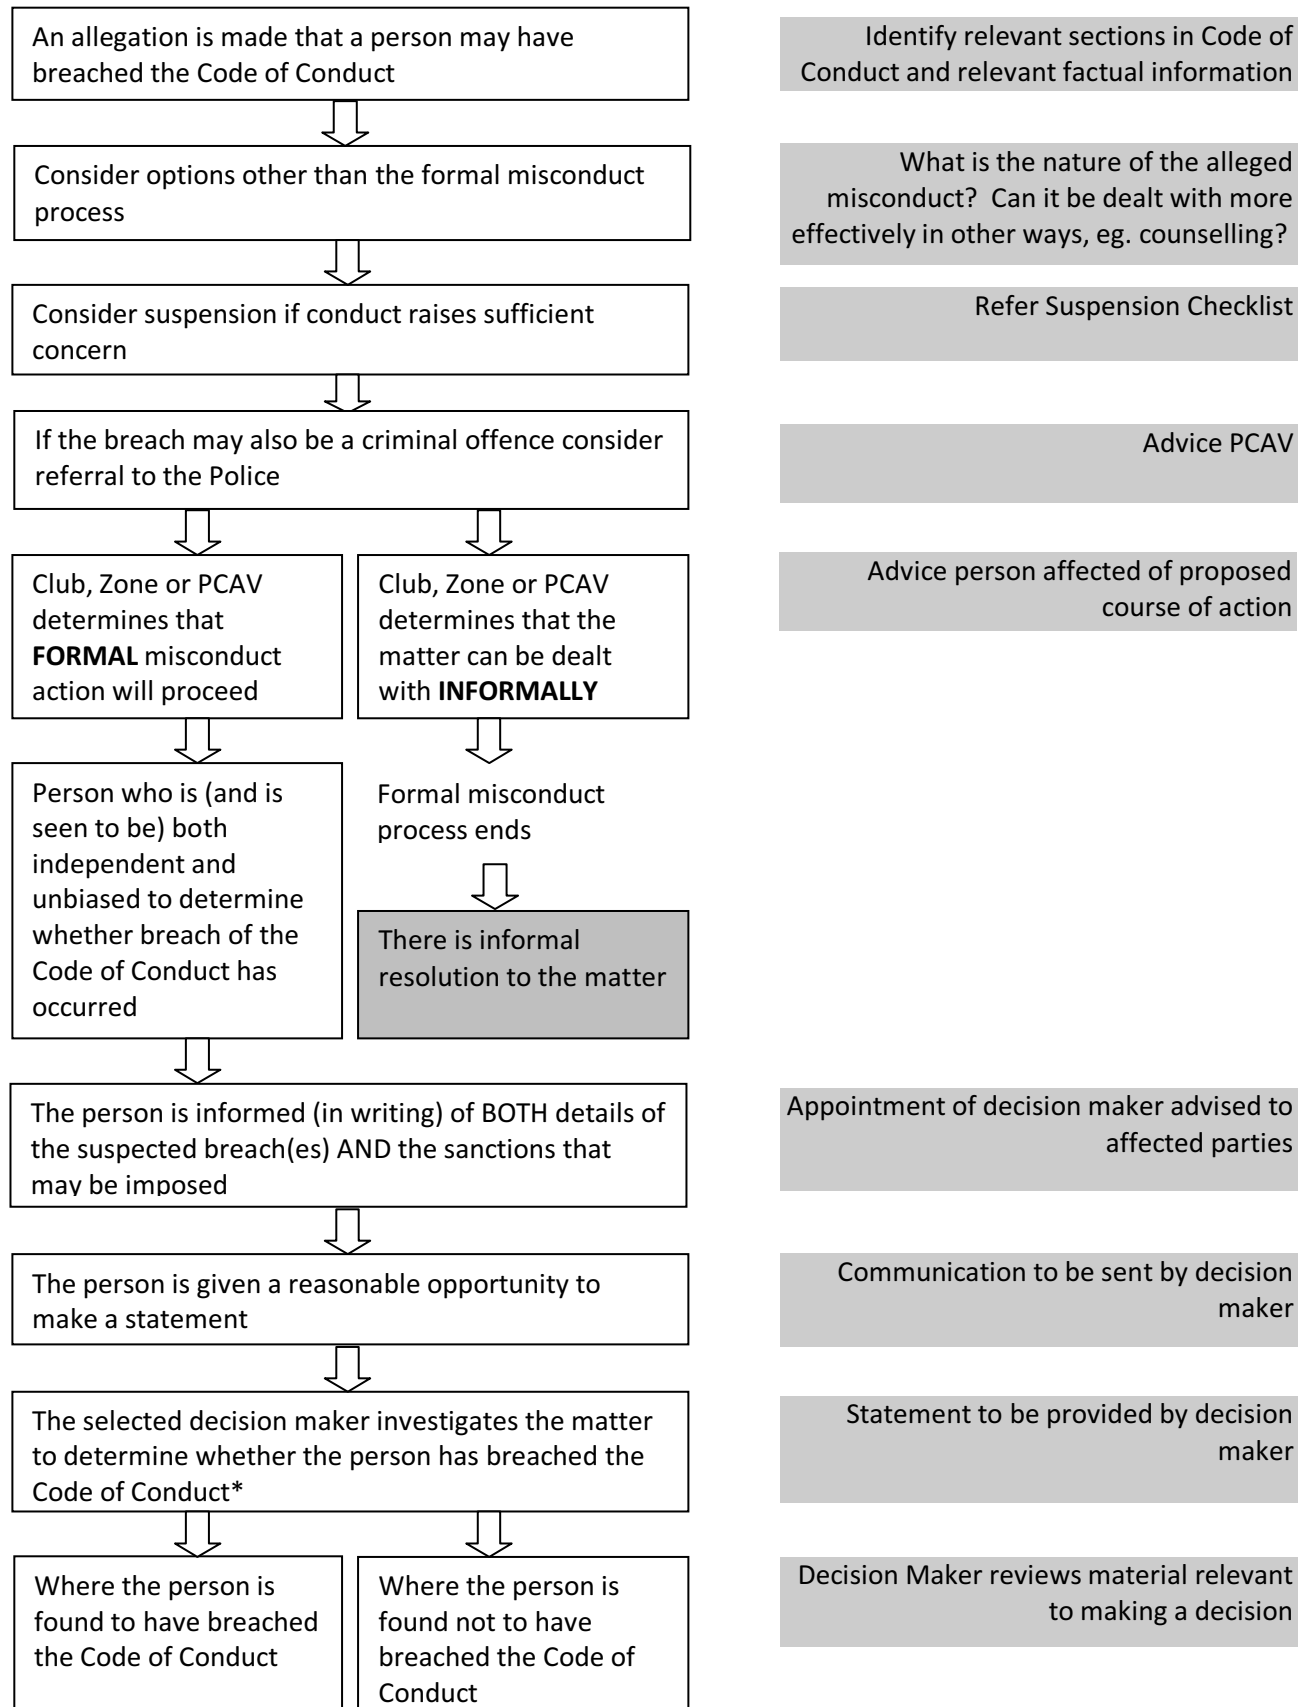 An allegation is made that a person may have
breached the Code of Conduct
Identify relevant sections in Code of
Conduct and relevant factual information
Consider options other than the formal misconduct
process
What is the nature of the alleged
misconduct?  Can it be dealt with more
effectively in other ways, eg. counselling?
Consider suspension if conduct raises sufficient
concern
Refer Suspension Checklist
If the breach may also be a criminal offence consider
referral to the Police
Advice PCAV
Club, Zone or PCAV
determines that
FORMAL misconduct
action will proceed
Club, Zone or PCAV
determines that the
matter can be dealt
with INFORMALLY
Advice person affected of proposed
course of action
Person who is (and is
seen to be) both
independent and
unbiased to determine
whether breach of the
Code of Conduct has
occurred
Formal misconduct
process ends
There is informal
resolution to the matter
The person is informed (in writing) of BOTH details of
the suspected breach(es) AND the sanctions that
may be imposed
Appointment of decision maker advised to
affected parties
The person is given a reasonable opportunity to
make a statement
Communication to be sent by decision
maker
The selected decision maker investigates the matter
to determine whether the person has breached the
Code of Conduct*
Statement to be provided by decision
maker
Where the person is
found to have breached
the Code of Conduct
Where the person is
found not to have
breached the Code of
Conduct
Decision Maker reviews material relevant
to making a decision